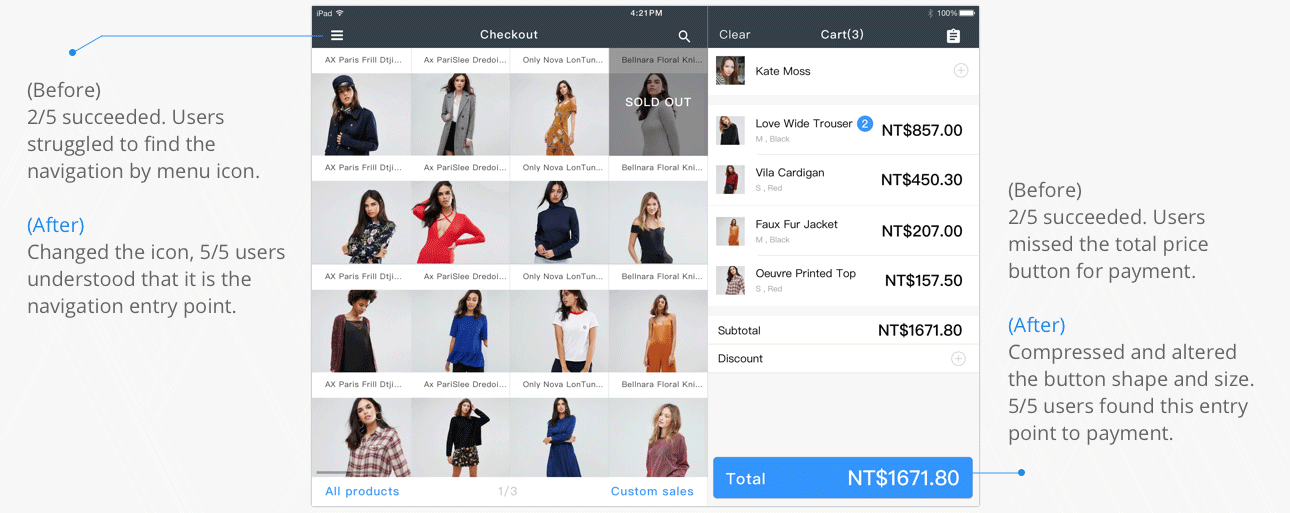 (Before)
2/5 succeeded. Users
struggled to find the
navigation by menu icon.
(After)
Changed the icon, 5/5 users
understood that it is the
navigation entry point.
iPad 4:21PM 100%
Checkout
Clear Cart(3)
AX Paris Frill Dtji... Ax PariSlee Dredoi... Only Nova LonTun... Bellnara Floral Kni...
SOLD OUT
AX Paris Frill Dtji... Ax PariSlee Dredoi... Only Nova LonTun... Bellnara Floral Kni...
AX Paris Frill Dtji... Ax PariSlee Dredoi... Only Nova LonTun... Bellnara Floral Kni...
AX Paris Frill Dtji... Ax PariSlee Dredoi... Only Nova LonTun... Bellnara Floral Kni...
All products 1/3 Custom sales
Kate Moss
Love Wide Trouser 2 NT$857.00
M , Black
Vila Cardigan NT$450.30
S , Red
Faux Fur Jacket NT$207.00
M , Black
Oeuvre Printed Top NT$157.50
S , Red
Subtotal NT$1671.80
Discount
Total NT$1671.80
(Before)
2/5 succeeded. Users
missed the total price
button for payment.
(After)
Compressed and altered
the button shape and size.
5/5 users found this entry
point to payment.